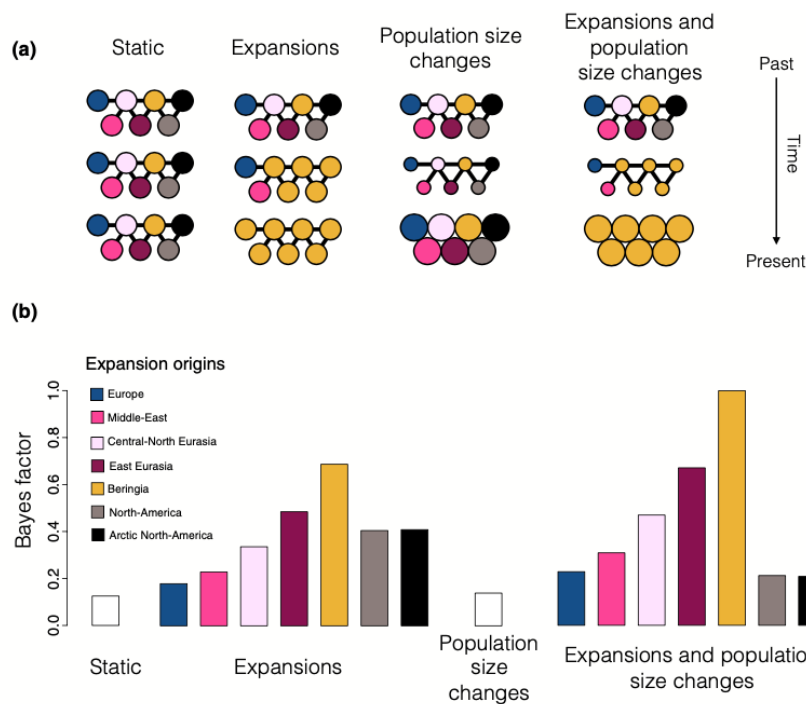 (a)
Static
Expansions
Population size
changes
Expansions and
population
size changes
Past
Time
Present
(b)
Expansion origins
Europe
Middle-East
Central-North Eurasia
East Eurasia
Beringia
North-America
Arctic North-America
Bayes factor
1.0
0.8
0.6
0.4
0.2
0.0
Static
Expansions
Population
size
changes
Expansions and populatio
size changes